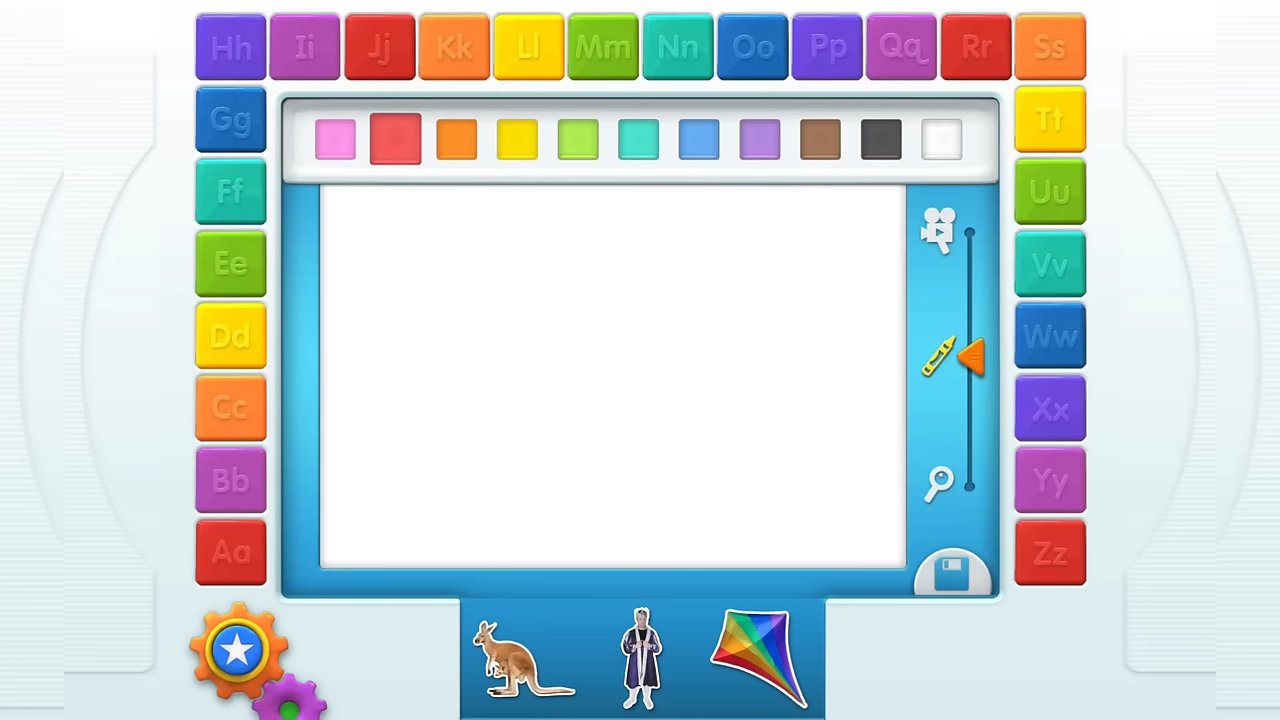 Hh Ii Jj Kk Ll Mm Nn Oo Pp Qq Rr Ss
Gg Tt
Ff Uu
Ee Vv
Dd Ww
Cc Xx
Bb Yy
Aa Zz